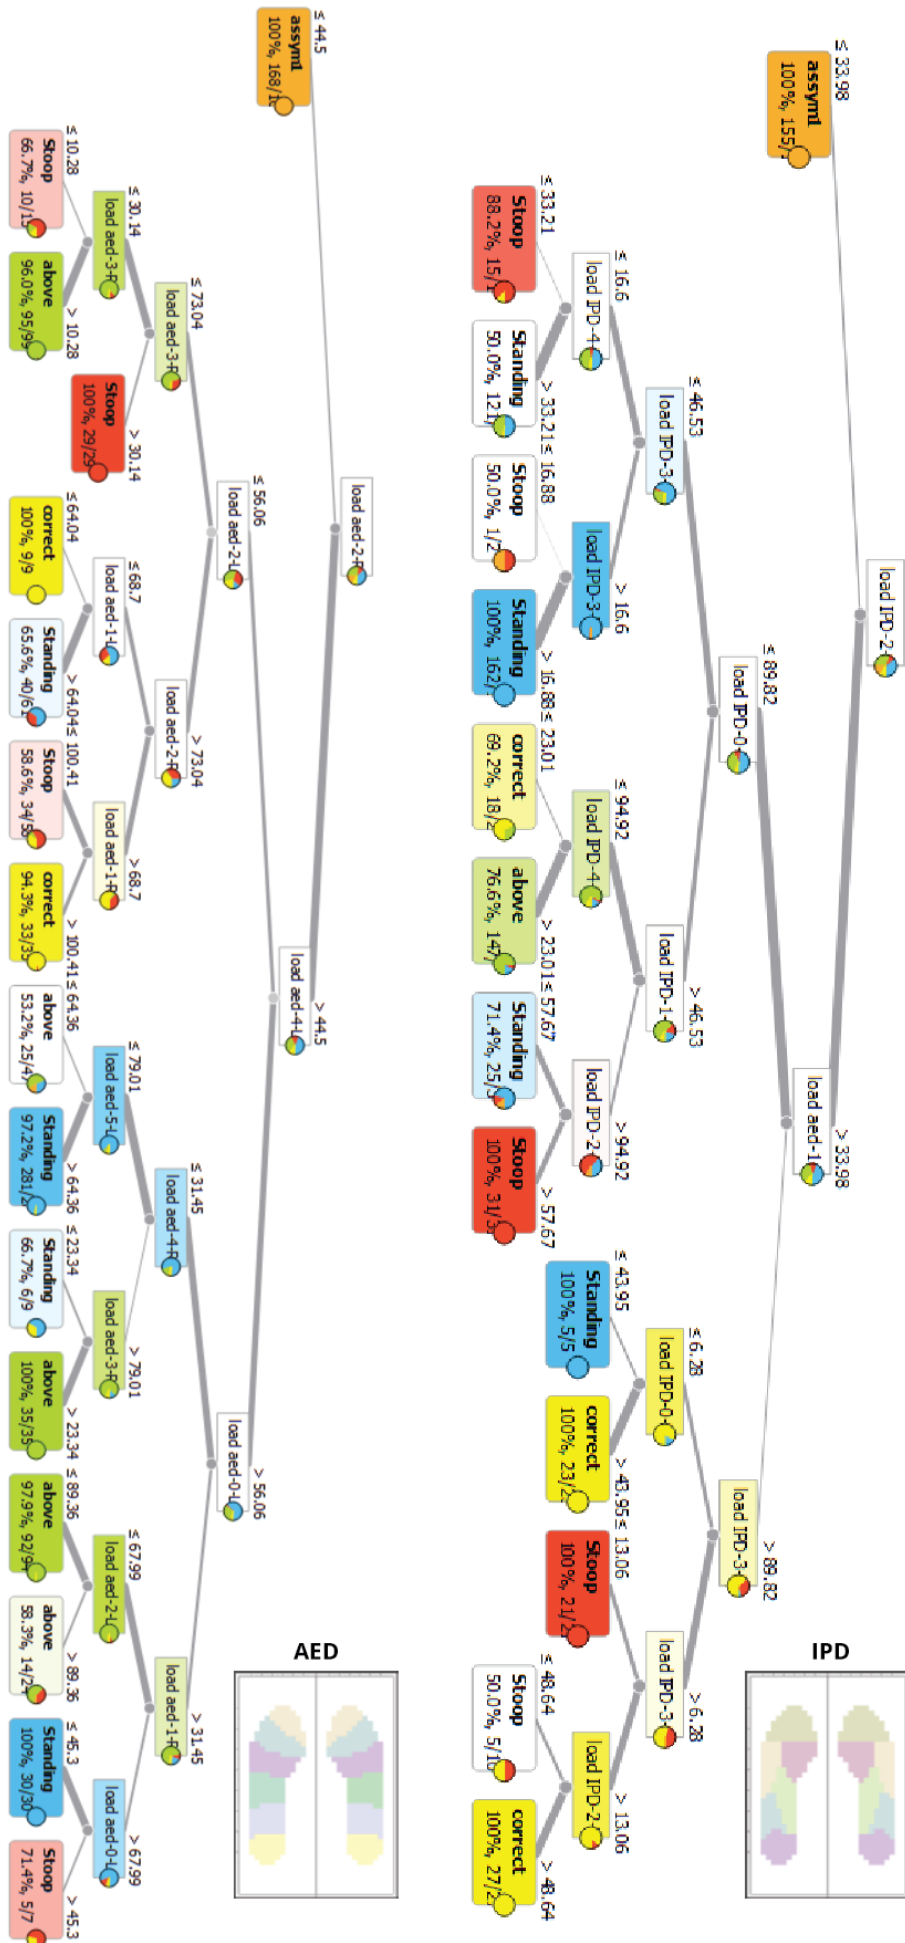 IPD
load IPD-2
≤ 33.98
> 33.98
assym1
100%, 155/
load aed-1
≤ 89.82
> 89.82
load IPD-0
load IPD-3
≤ 46.53
> 46.53
≤ 6.28
> 6.28
load IPD-3
load IPD-1
load IPD-0
load IPD-3
≤ 16.6
> 16.6
≤ 94.92
> 94.92
≤ 43.95
> 43.95
≤ 13.06
> 13.06
load IPD-4
load IPD-3
load IPD-4
load IPD-2
Standing
100%, 5/5
correct
100%, 23/2
Stoop
100%, 21/2
load IPD-2
≤ 33.21
> 33.21
≤ 16.88
> 16.88
≤ 23.01
> 23.01
≤ 57.67
> 57.67
≤ 48.64
> 48.64
Stoop
88.2%, 15/1
Standing
50.0%, 121/
Stoop
50.0%, 1/2
Standing
100%, 162/
correct
69.2%, 18/2
above
76.6%, 147/
Standing
71.4%, 25/3
Stoop
100%, 31/3
Stoop
50.0%, 5/10
correct
100%, 27/2
AED
load aed-2-R
≤ 44.5
> 44.5
assym1
100%, 168/1
load aed-4-L
≤ 56.06
> 56.06
load aed-2-L
load aed-0-L
≤ 73.04
> 73.04
≤ 31.45
> 31.45
load aed-3-R
load aed-2-R
load aed-4-R
load aed-1-R
≤ 30.14
> 30.14
≤ 68.7
> 68.7
≤ 79.01
> 79.01
≤ 67.99
> 67.99
load aed-3-R
Stoop
100%, 29/29
load aed-1-L
load aed-1-R
load aed-5-L
load aed-3-R
load aed-2-L
load aed-0-L
≤ 10.28
> 10.28
≤ 64.04
> 64.04
≤ 100.41
> 100.41
≤ 64.36
> 64.36
≤ 23.34
> 23.34
≤ 89.36
> 89.36
≤ 45.3
> 45.3
Stoop
66.7%, 10/15
above
96.0%, 95/99
correct
100%, 9/9
Standing
65.6%, 40/61
Stoop
58.6%, 34/58
correct
94.3%, 33/35
above
53.2%, 25/47
Standing
97.2%, 281/2
Standing
66.7%, 6/9
above
100%, 35/35
above
97.9%, 92/94
above
58.3%, 14/24
Standing
100%, 30/30
Stoop
71.4%, 5/7